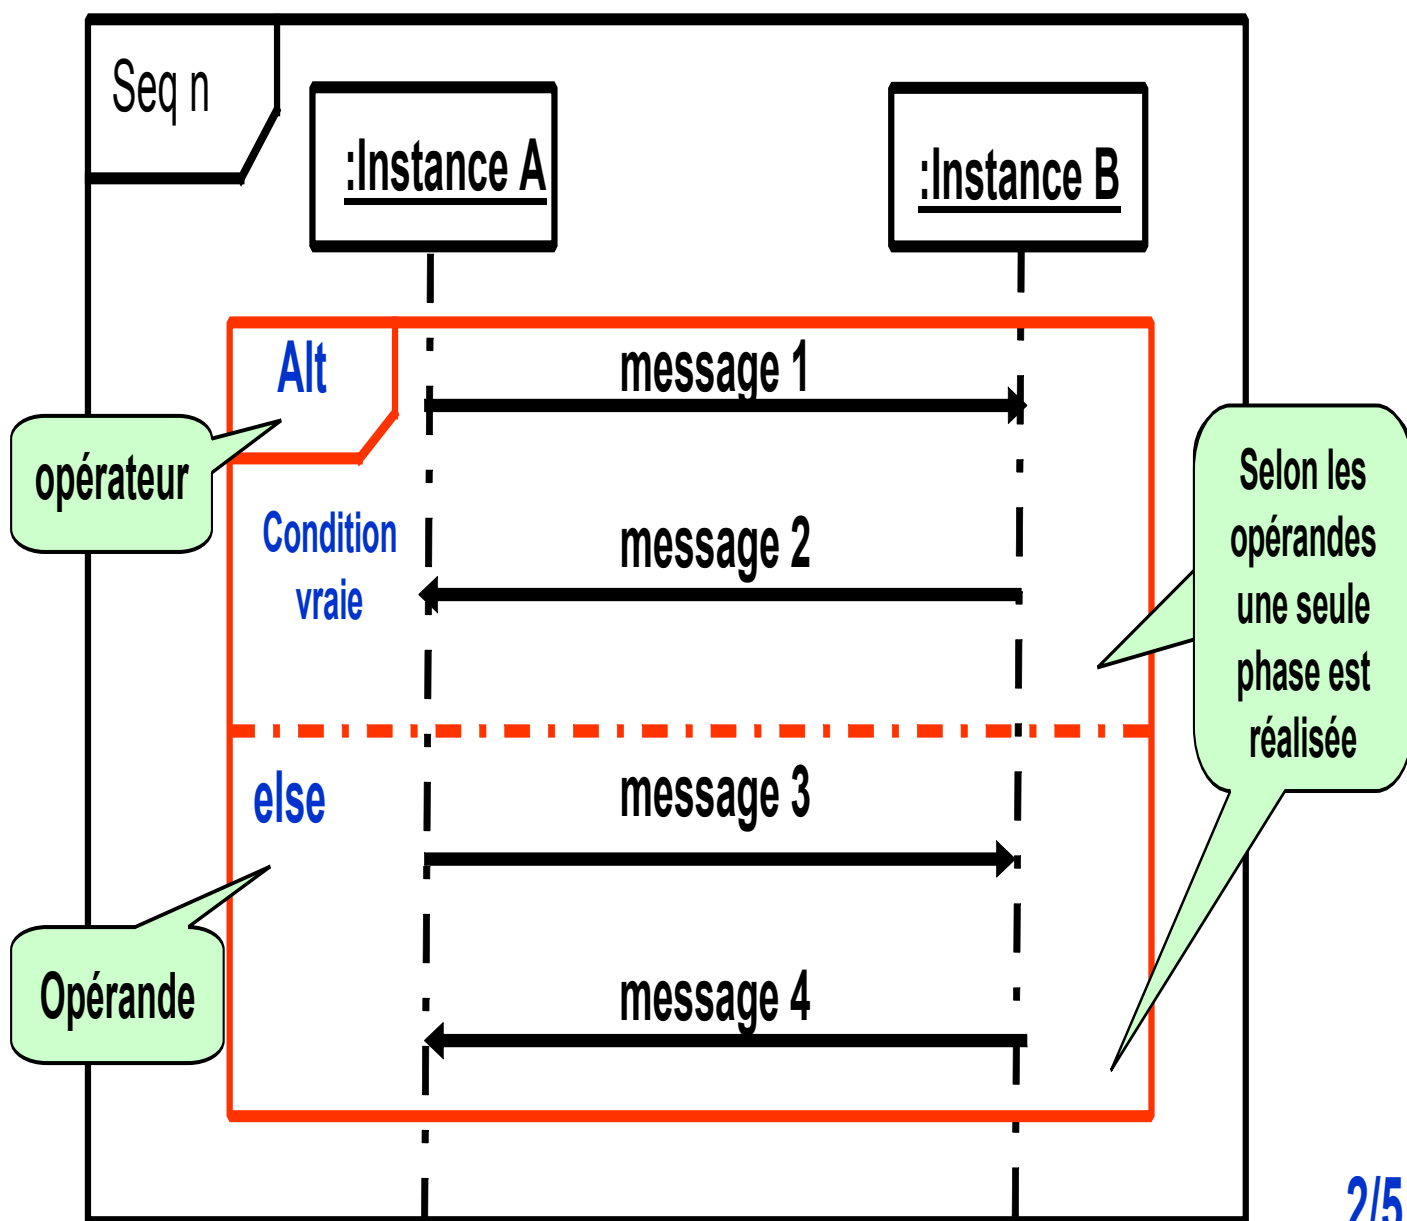 Seq n
:Instance A
:Instance B
Alt
message 1
opérateur
Condition
vraie
message 2
Selon les
opérandes
une seule
phase est
réalisée
else
message 3
Opérande
message 4
2/5